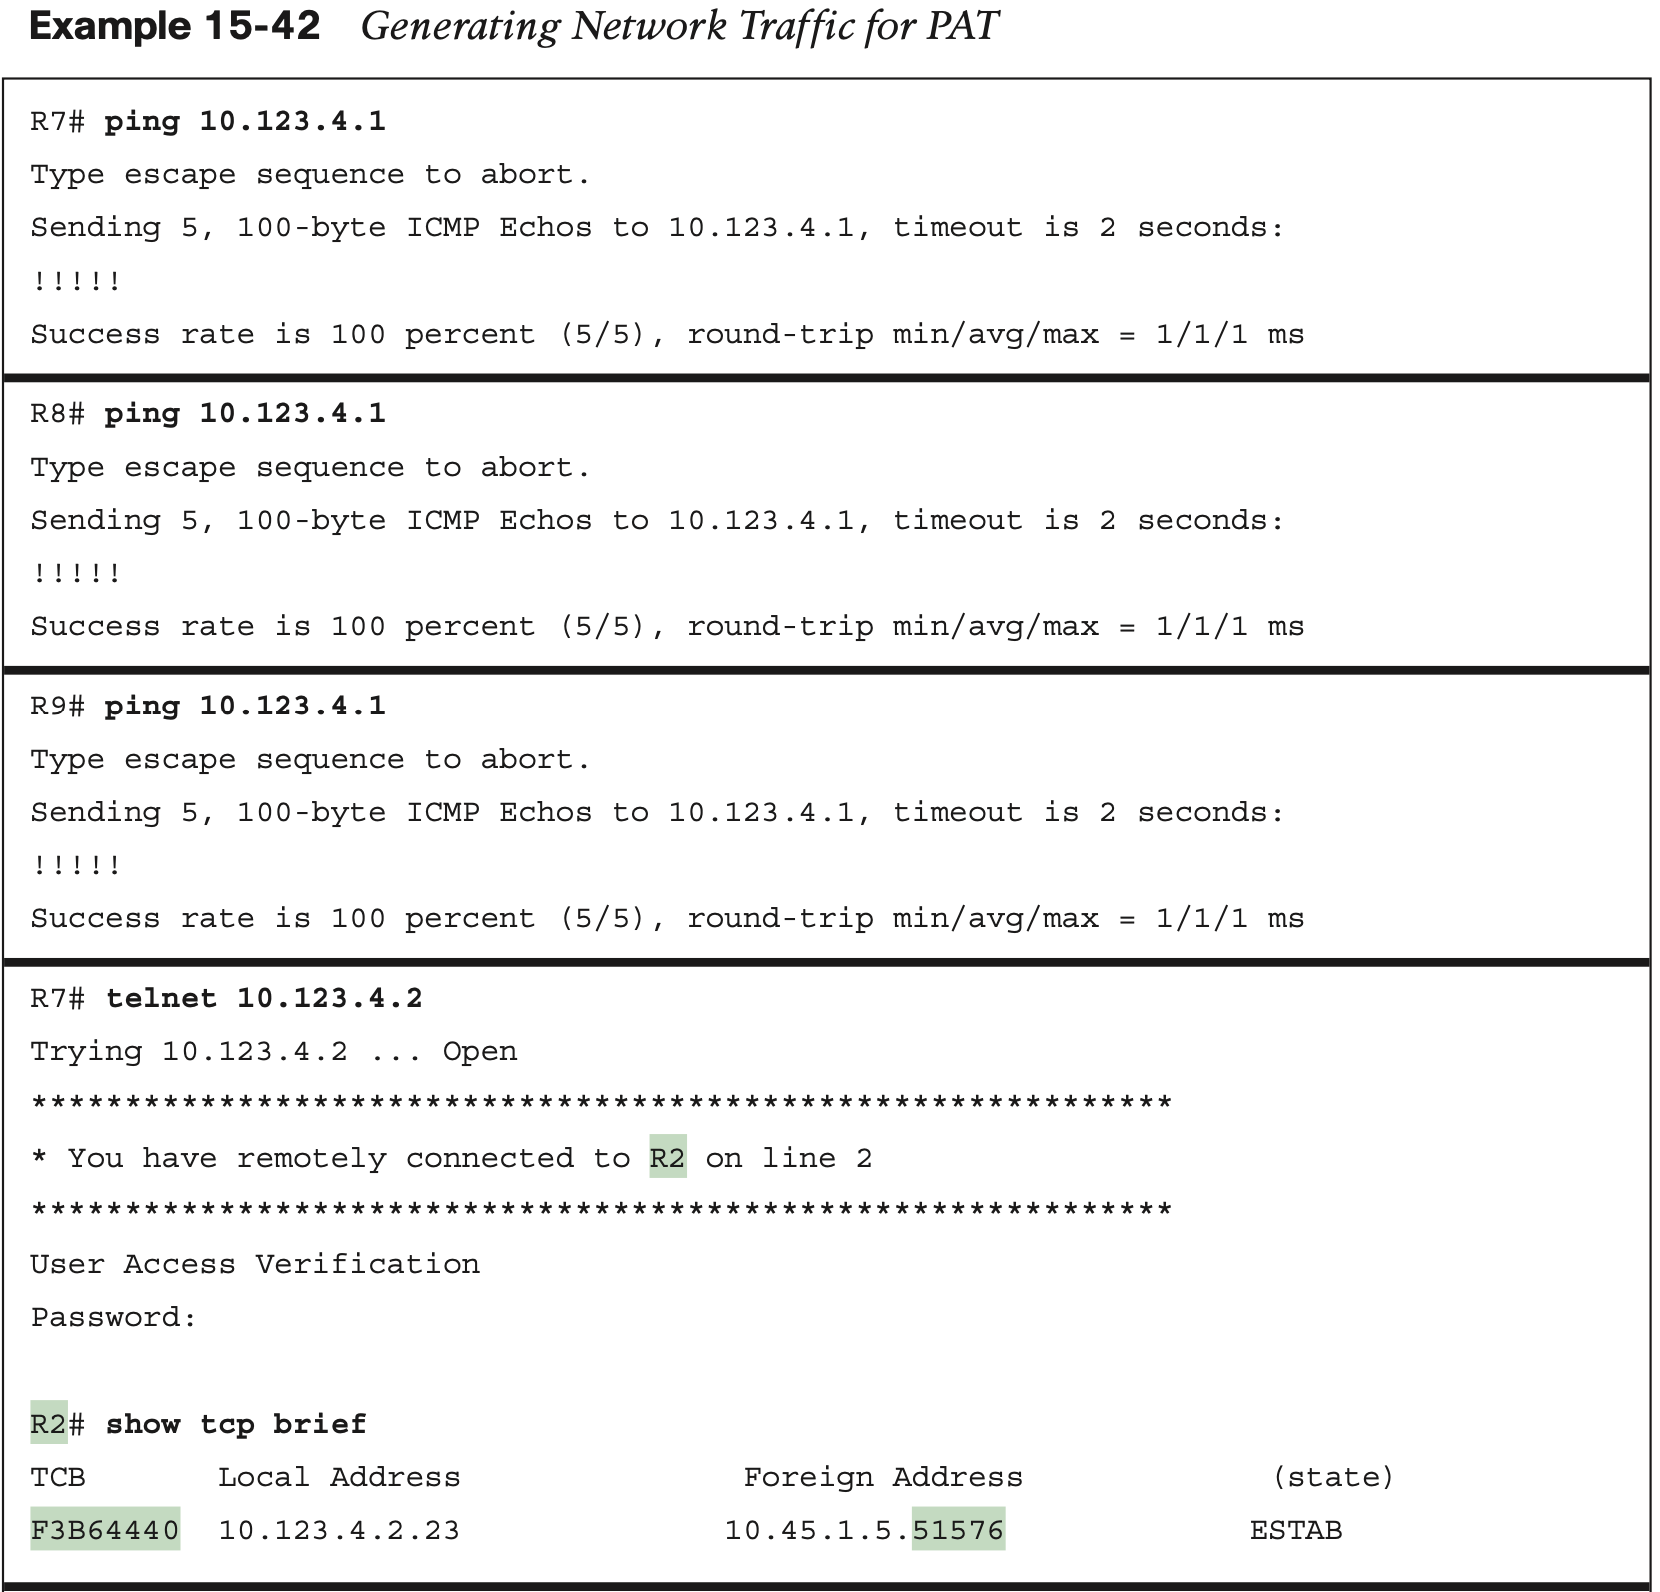 Example 15-42 Generating Network Traffic for PAT
R7# ping 10.123.4.1
Type escape sequence to abort.
Sending 5, 100-byte ICMP Echos to 10.123.4.1, timeout is 2 seconds:
!!!!!
Success rate is 100 percent (5/5), round-trip min/avg/max = 1/1/1 ms
R8# ping 10.123.4.1
Type escape sequence to abort.
Sending 5, 100-byte ICMP Echos to 10.123.4.1, timeout is 2 seconds:
!!!!!
Success rate is 100 percent (5/5), round-trip min/avg/max = 1/1/1 ms
R9# ping 10.123.4.1
Type escape sequence to abort.
Sending 5, 100-byte ICMP Echos to 10.123.4.1, timeout is 2 seconds:
!!!!!
Success rate is 100 percent (5/5), round-trip min/avg/max = 1/1/1 ms
R7# telnet 10.123.4.2
Trying 10.123.4.2 ... Open
*************************************************************
* You have remotely connected to R2 on line 2
*************************************************************
User Access Verification
Password:
R2# show tcp brief
TCB Local Address Foreign Address (state)
F3B64440 10.123.4.2.23 10.45.1.5.51576 ESTAB